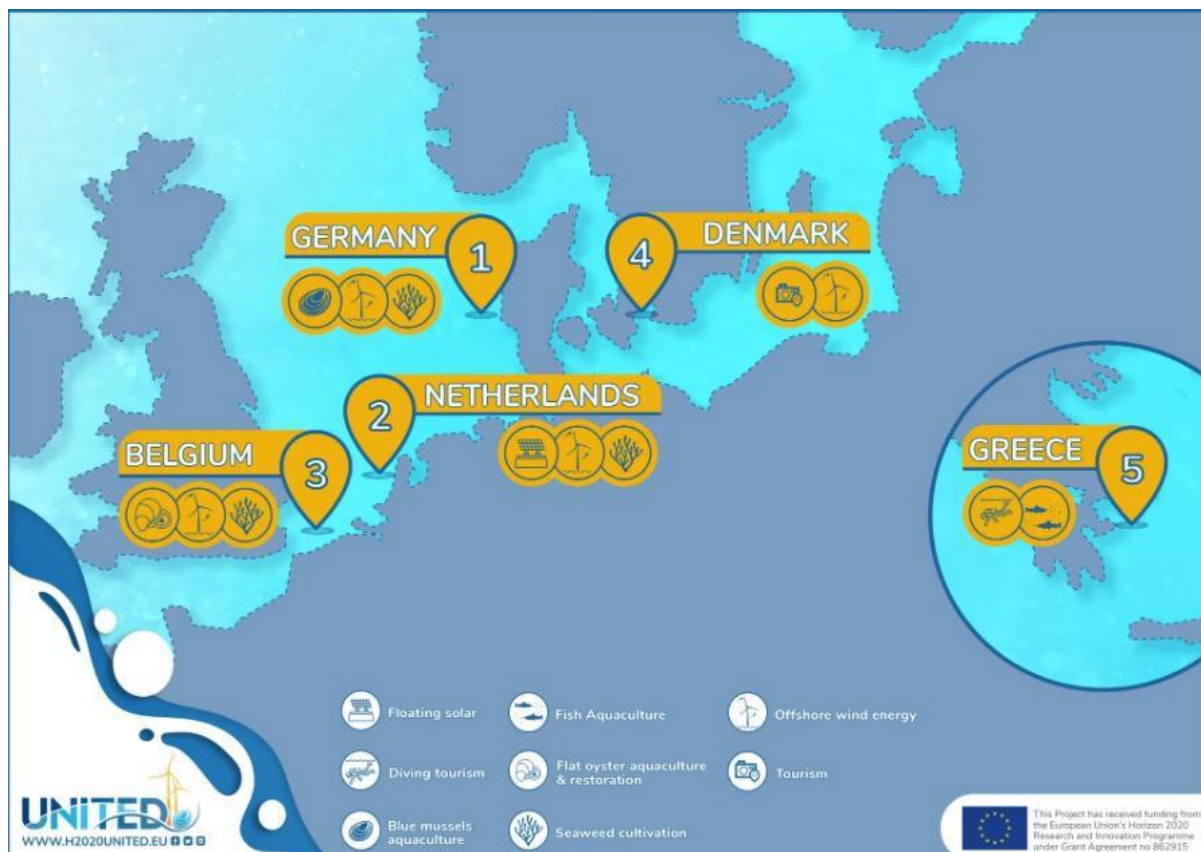 GERMANY
1
4
DENMARK
2
NETHERLANDS
BELGIUM
3
GREECE
5
Floating solar
Fish Aquaculture
Offshore wind energy
Diving tourism
Flat oyster aquaculture
& restoration
Tourism
Blue mussels
aquaculture
Seaweed cultivation
UNITED
WWW.H2020UNITED.EU
This Project has received funding from
the European Union's Horizon 2020
Research and Innovation Programme
under Grant Agreement no 862915